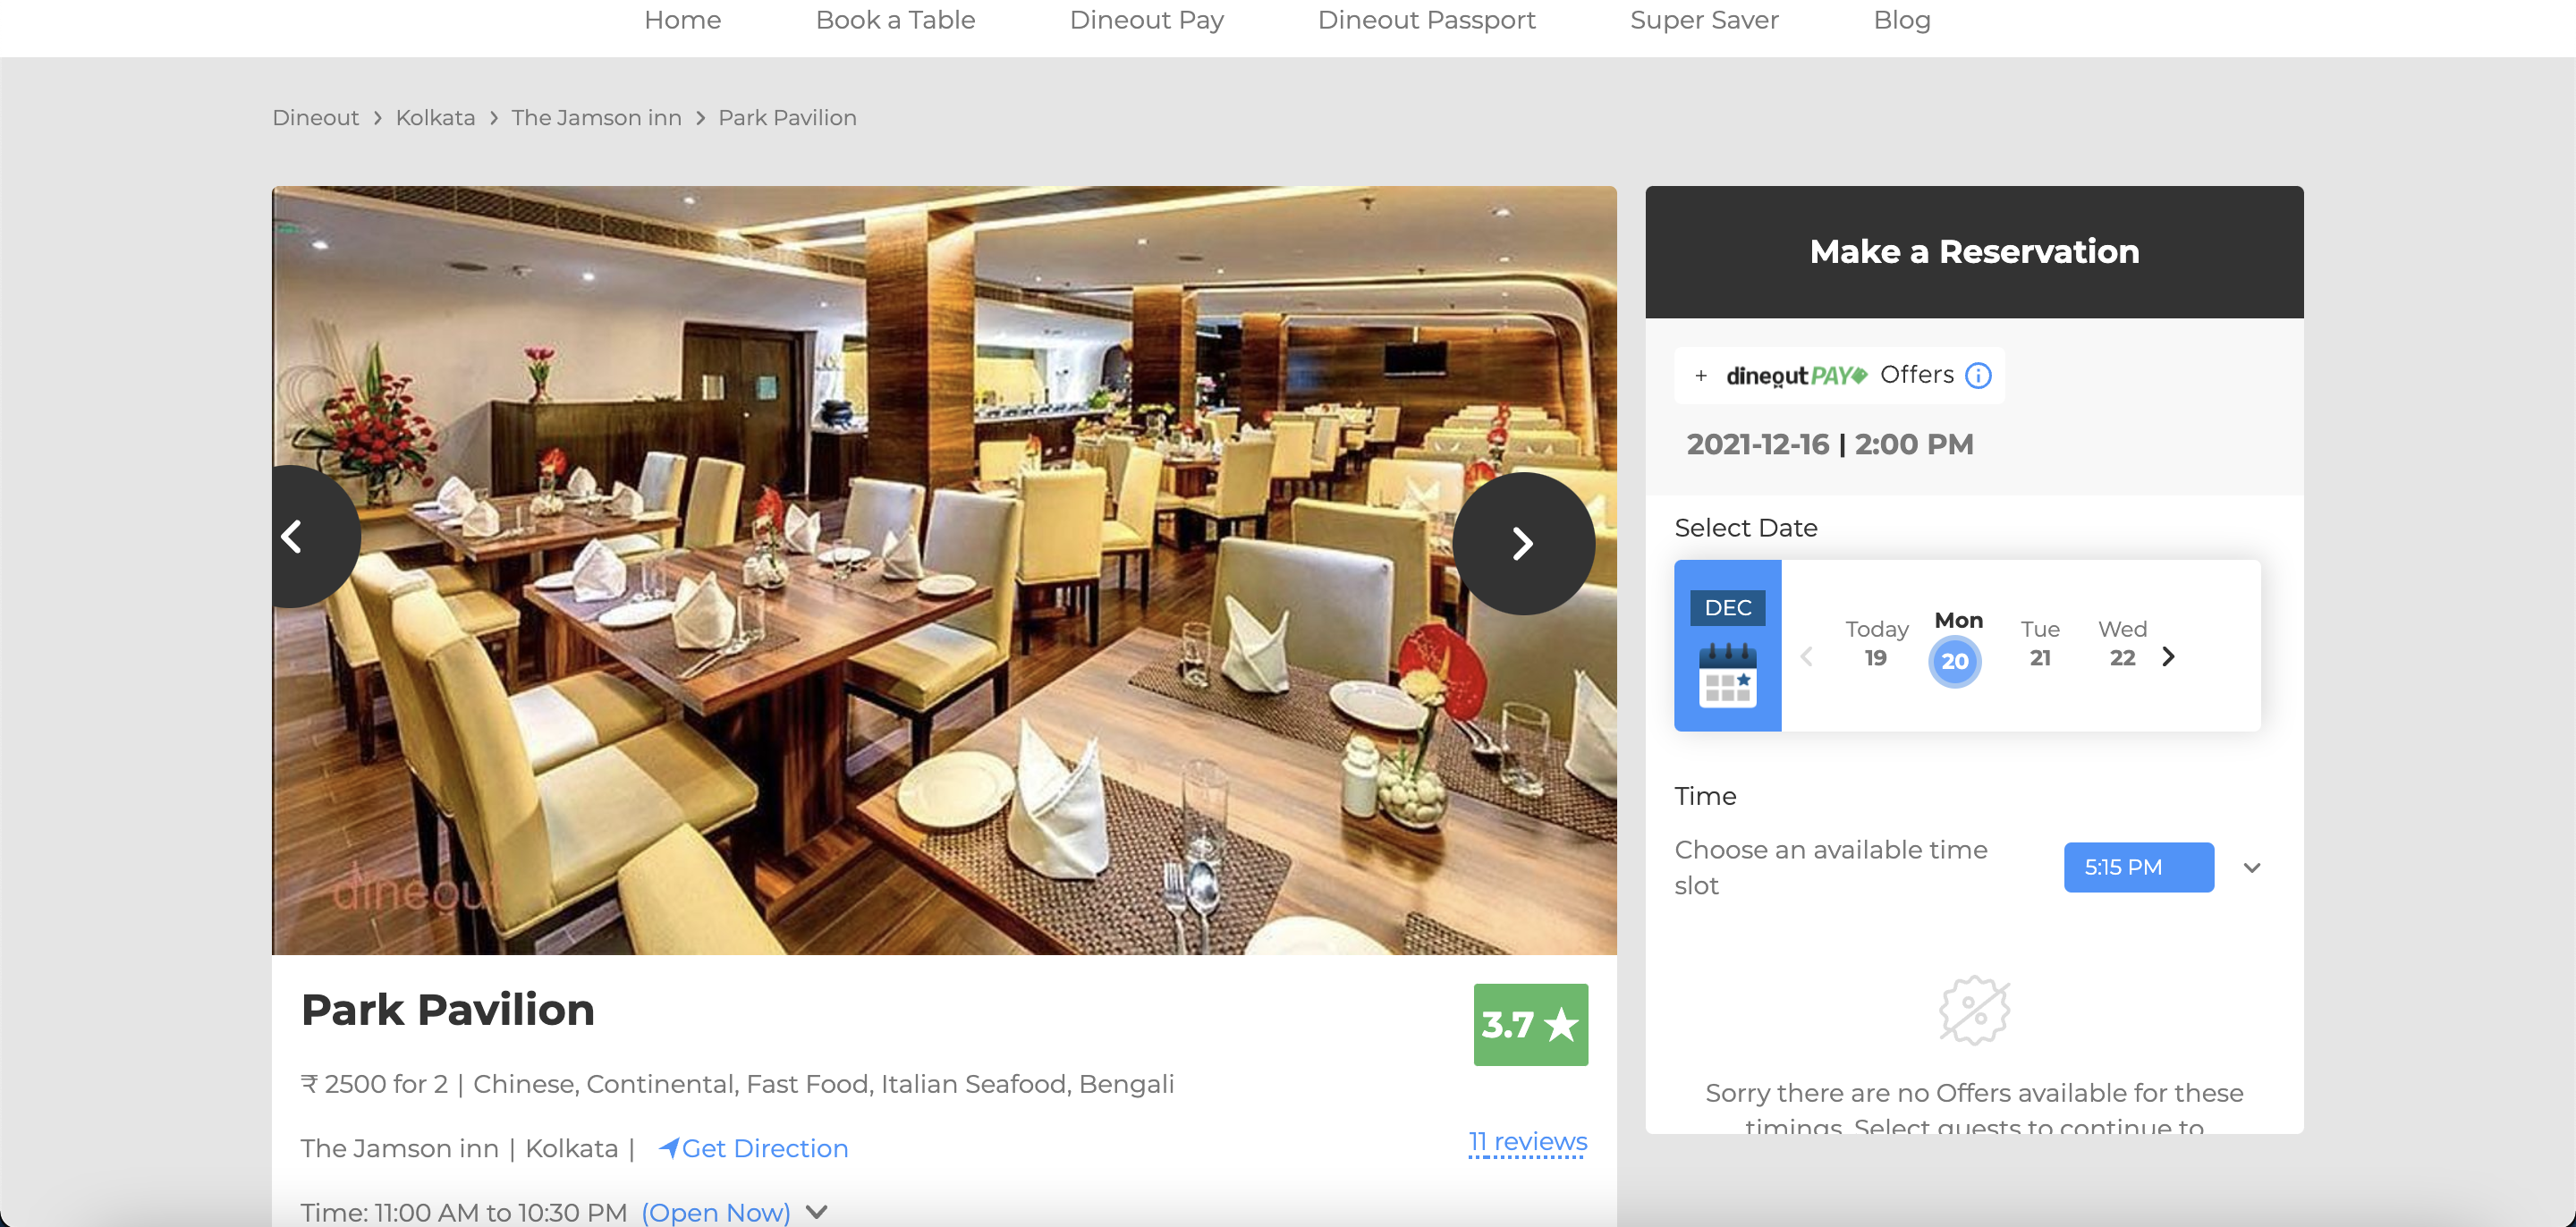 Home Book a Table Dineout Pay Dineout Passport Super Saver Blog
Dineout > Kolkata > The Jamson inn > Park Pavilion
dineout
Park Pavilion
3.7 ★
₹ 2500 for 2 | Chinese, Continental, Fast Food, Italian Seafood, Bengali
The Jamson inn | Kolkata | Get Direction
11 reviews
Time: 11:00 AM to 10:30 PM (Open Now)
Make a Reservation
+ dineout PAY Offers i
2021-12-16 | 2:00 PM
Select Date
DEC
Today Mon Tue Wed
19 20 21 22
Time
Choose an available time
slot
5:15 PM
Sorry there are no Offers available for these
timings. Select guests to continue to